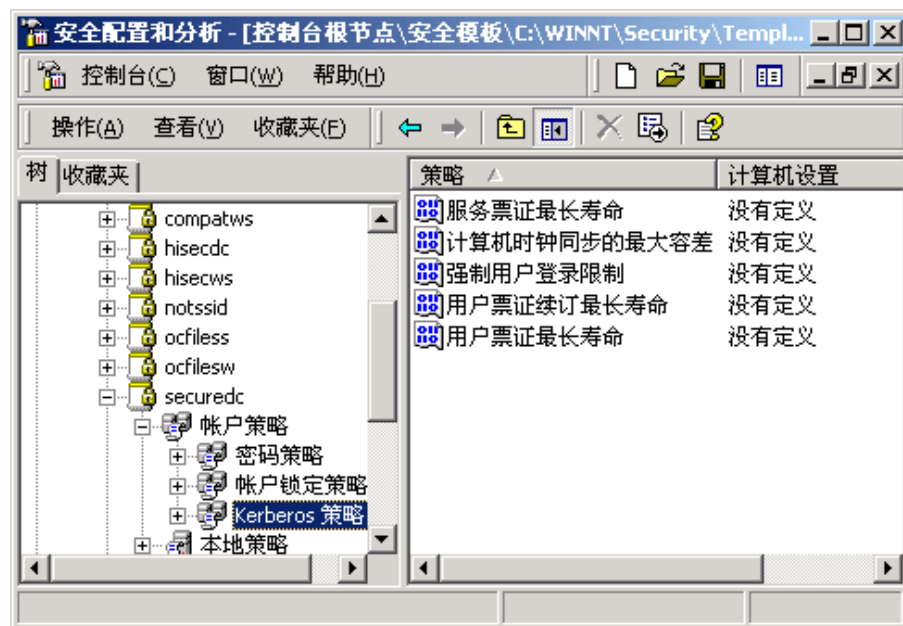 安全配置和分析 - [控制台根节点\安全模板\C:\WINNT\Security\Templ...
控制台(C) 窗口(W) 帮助(H)
操作(A) 查看(V) 收藏夹(F)
树 收藏夹
策略 计算机设置
compatws
hisecdc
hisecws
notssid
ocfiless
ocfilesw
securedc
帐户策略
密码策略
帐户锁定策略
Kerberos 策略
本地策略
服务票证最长寿命 没有定义
计算机时钟同步的最大容差 没有定义
强制用户登录限制 没有定义
用户票证续订最长寿命 没有定义
用户票证最长寿命 没有定义